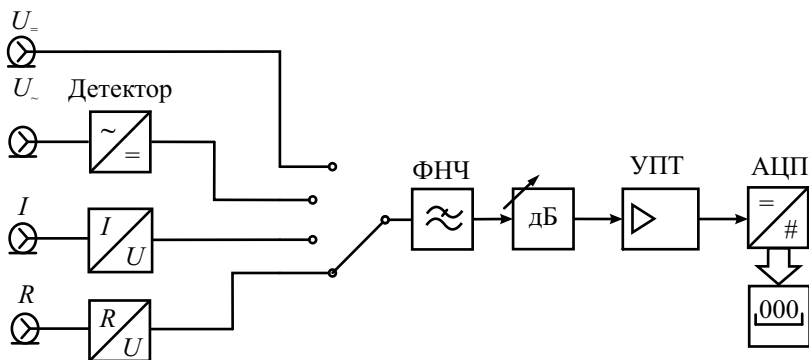 U=
U~
Детектор
~
=
I
I
U
R
R
U
ФНЧ
дБ
УПТ
АЦП
=
#
000